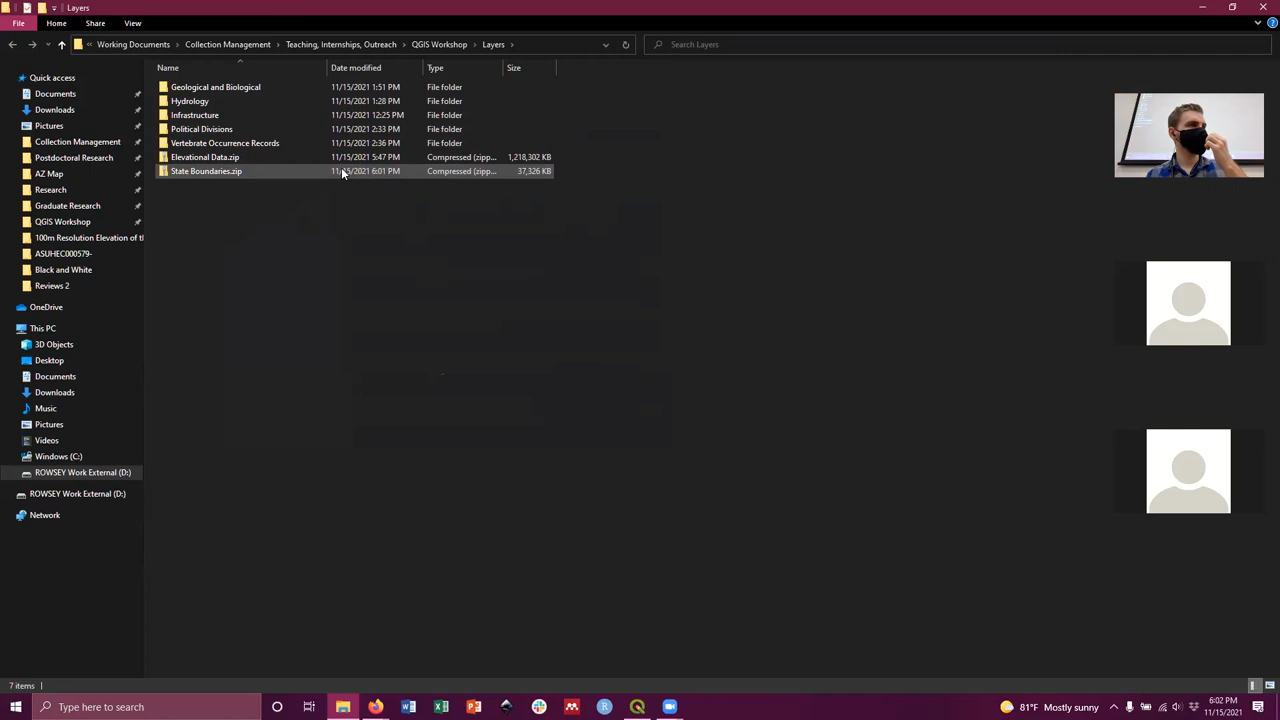 Layers
File
Home
Share
View
« Working Documents > Collection Management > Teaching, Internships, Outreach > QGIS Workshop > Layers >
Search Layers
Name
Date modified
Type
Size
Quick access
Documents
Downloads
Pictures
Collection Management
Postdoctoral Research
AZ Map
Research
Graduate Research
QGIS Workshop
100m Resolution Elevation of th
ASUHEC000579-
Black and White
Reviews 2
OneDrive
This PC
3D Objects
Desktop
Documents
Downloads
Music
Pictures
Videos
Windows (C:)
ROWSEY Work External (D:)
ROWSEY Work External (D:)
Network
Geological and Biological 11/15/2021 1:51 PM File folder
Hydrology 11/15/2021 1:28 PM File folder
Infrastructure 11/15/2021 12:25 PM File folder
Political Divisions 11/15/2021 2:33 PM File folder
Vertebrate Occurrence Records 11/15/2021 2:36 PM File folder
Elevational Data.zip 11/15/2021 5:47 PM Compressed (zipp... 1,218,302 KB
State Boundaries.zip 11/15/2021 6:01 PM Compressed (zipp... 37,326 KB
7 items
Type here to search
81°F Mostly sunny
6:02 PM
11/15/2021